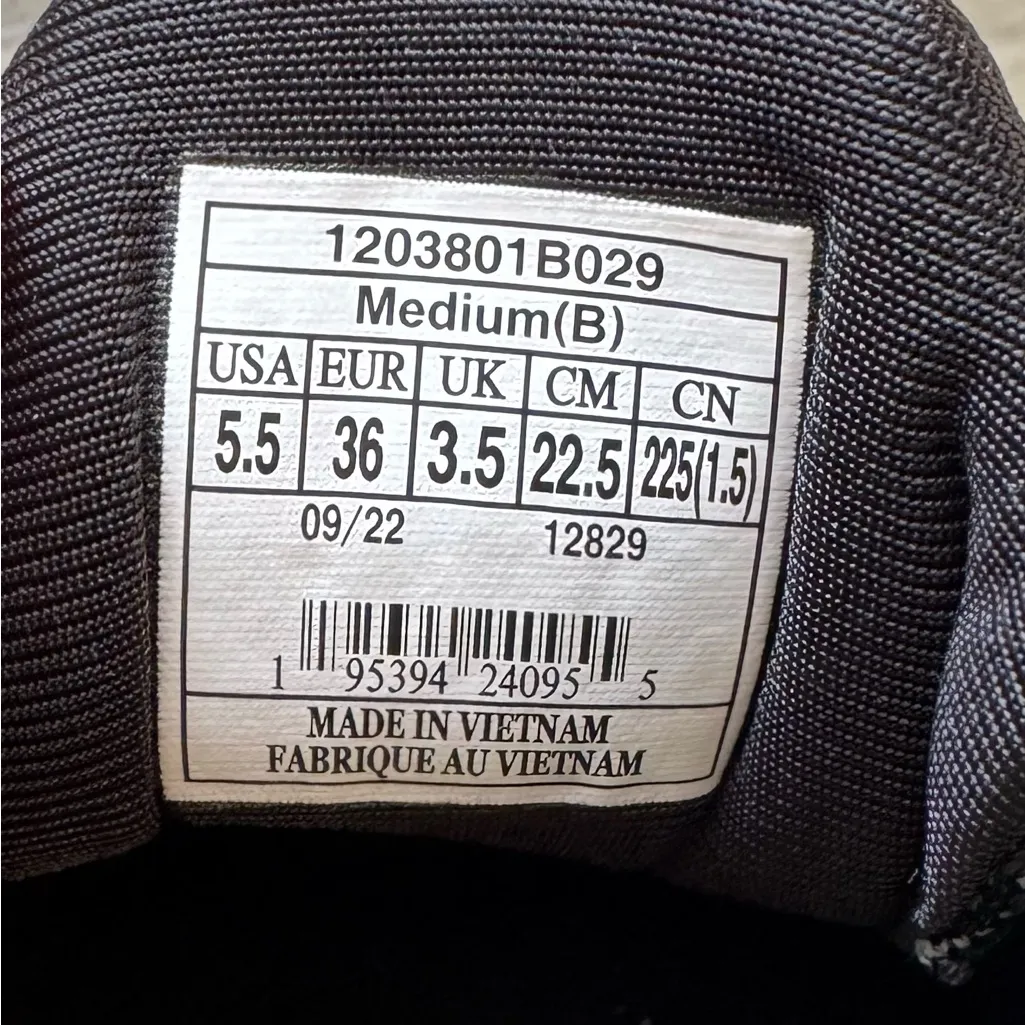 1203801B029
Medium(B)
USA EUR UK CM CN
5.5 36 3.5 22.5 225(1.5)
09/22 12829
1 95394 24095 5
MADE IN VIETNAM
FABRIQUE AU VIETNAM